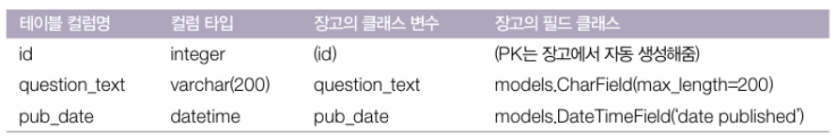 테이블 컬럼명 컬럼 타입 장고의 클래스 변수 장고의 필드 클래스
id integer (id) (PK는 장고에서 자동 생성해줌)
question_text varchar(200) question_text models.CharField(max_length=200)
pub_date datetime pub_date models.DateTimeField(‘date published’)